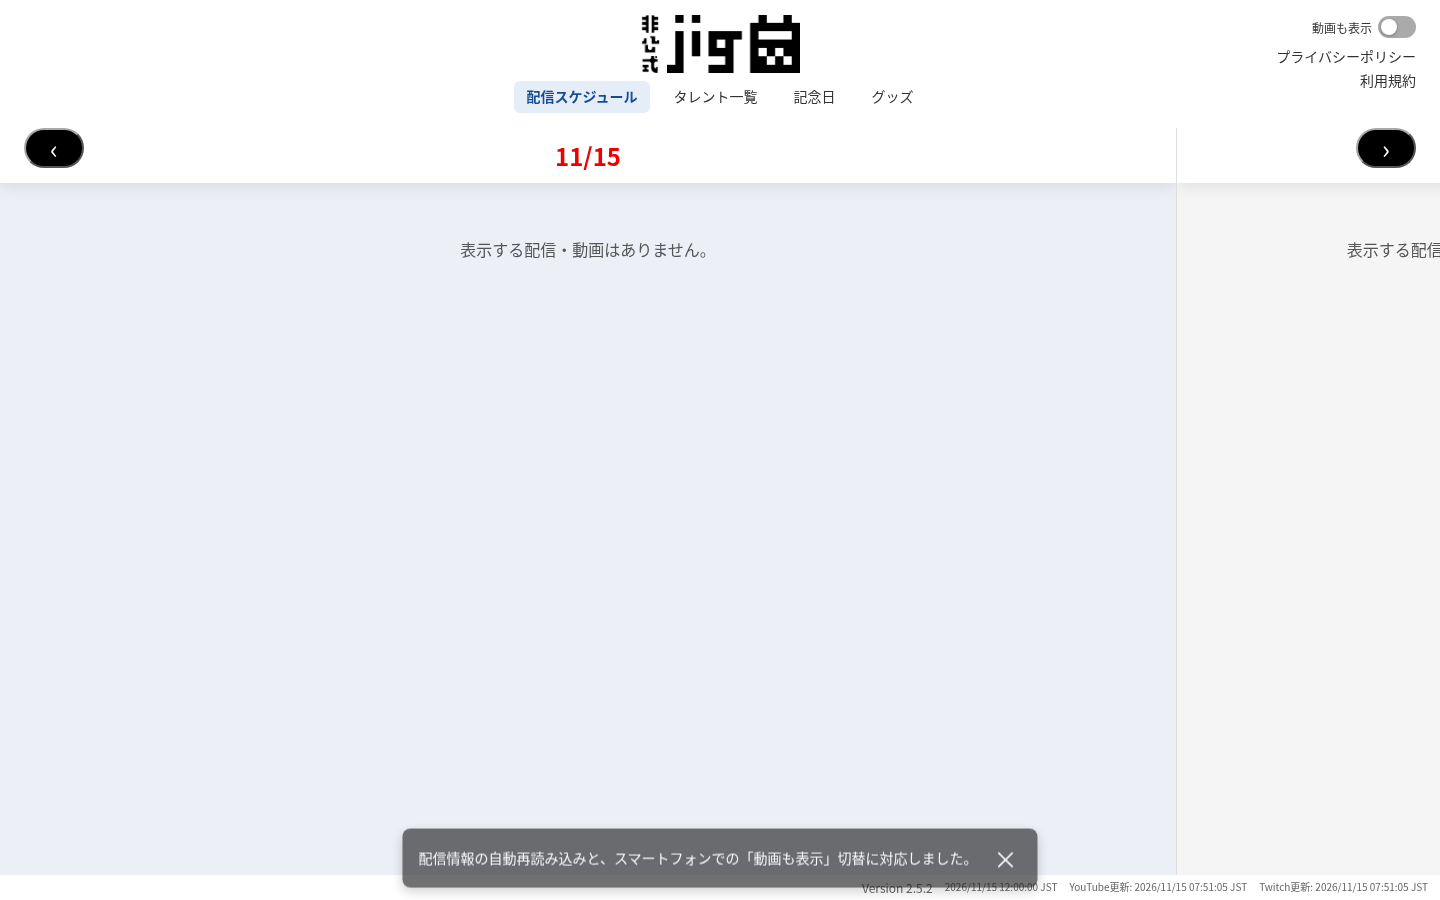 非公式 jig
動画も表示
プライバシーポリシー
利用規約
配信スケジュール タレント一覧 記念日 グッズ
‹ 11/15 ›
表示する配信・動画はありません。 表示する配信
配信情報の自動再読み込みと、スマートフォンでの「動画も表示」切替に対応しました。
Version 2.5.2 2026/11/15 12:00:00 JST YouTube更新: 2026/11/15 07:51:05 JST Twitch更新: 2026/11/15 07:51:05 JST